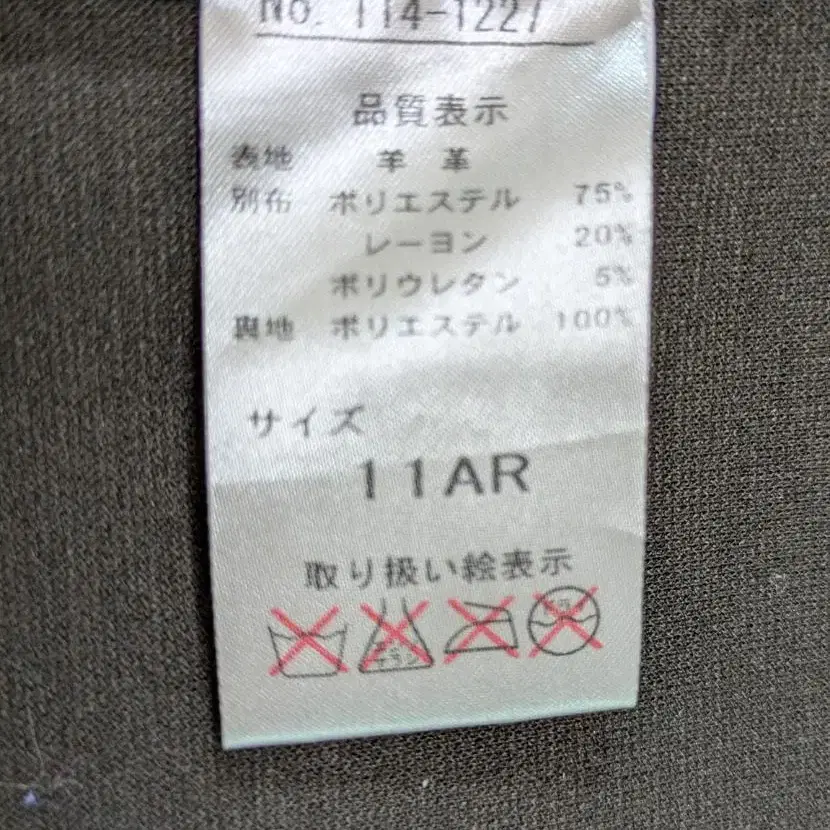 No. 114-1227
品質表示
表地 羊 革
別布 ポリエステル 75%
レーヨン 20%
ポリウレタン 5%
裏地 ポリエステル 100%
サイズ
11AR
取り扱い絵表示